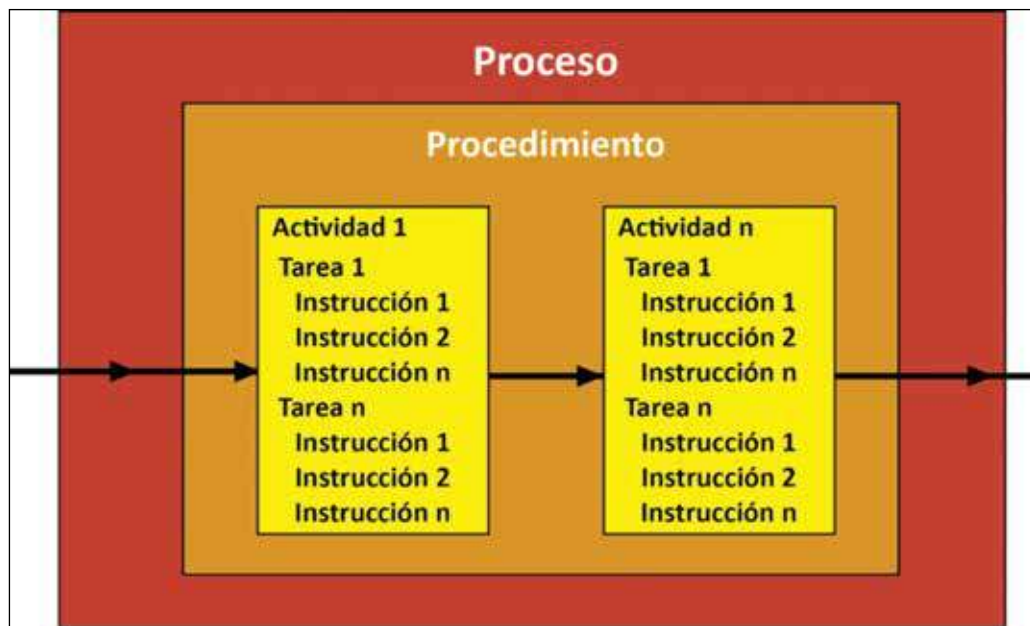 Proceso
Procedimiento
Actividad 1
Tarea 1
Instrucción 1
Instrucción 2
Instrucción n
Tarea n
Instrucción 1
Instrucción 2
Instrucción n
Actividad n
Tarea 1
Instrucción 1
Instrucción 2
Instrucción n
Tarea n
Instrucción 1
Instrucción 2
Instrucción n